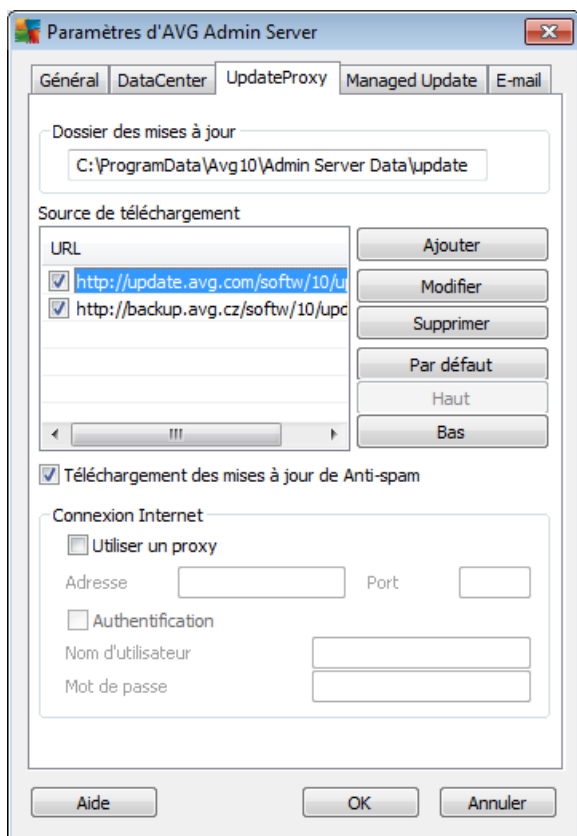 Paramètres d'AVG Admin Server
Général DataCenter UpdateProxy Managed Update E-mail
Dossier des mises à jour
C:\ProgramData\Avg10\Admin Server Data\update
Source de téléchargement
URL
http://update.avg.com/softw/10/u
http://backup.avg.cz/softw/10/upd
Ajouter
Modifier
Supprimer
Par défaut
Haut
Bas
Téléchargement des mises à jour de Anti-spam
Connexion Internet
Utiliser un proxy
Adresse Port
Authentification
Nom d'utilisateur
Mot de passe
Aide OK Annuler